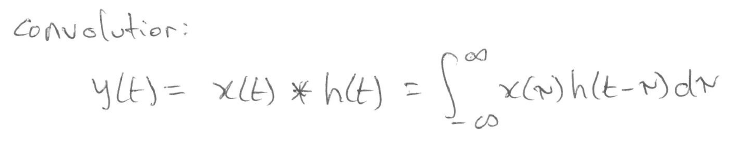 Convolution:
y(t) = x(t) * h(t) = ∫_{-∞}^{∞} x(τ) h(t-τ) dτ